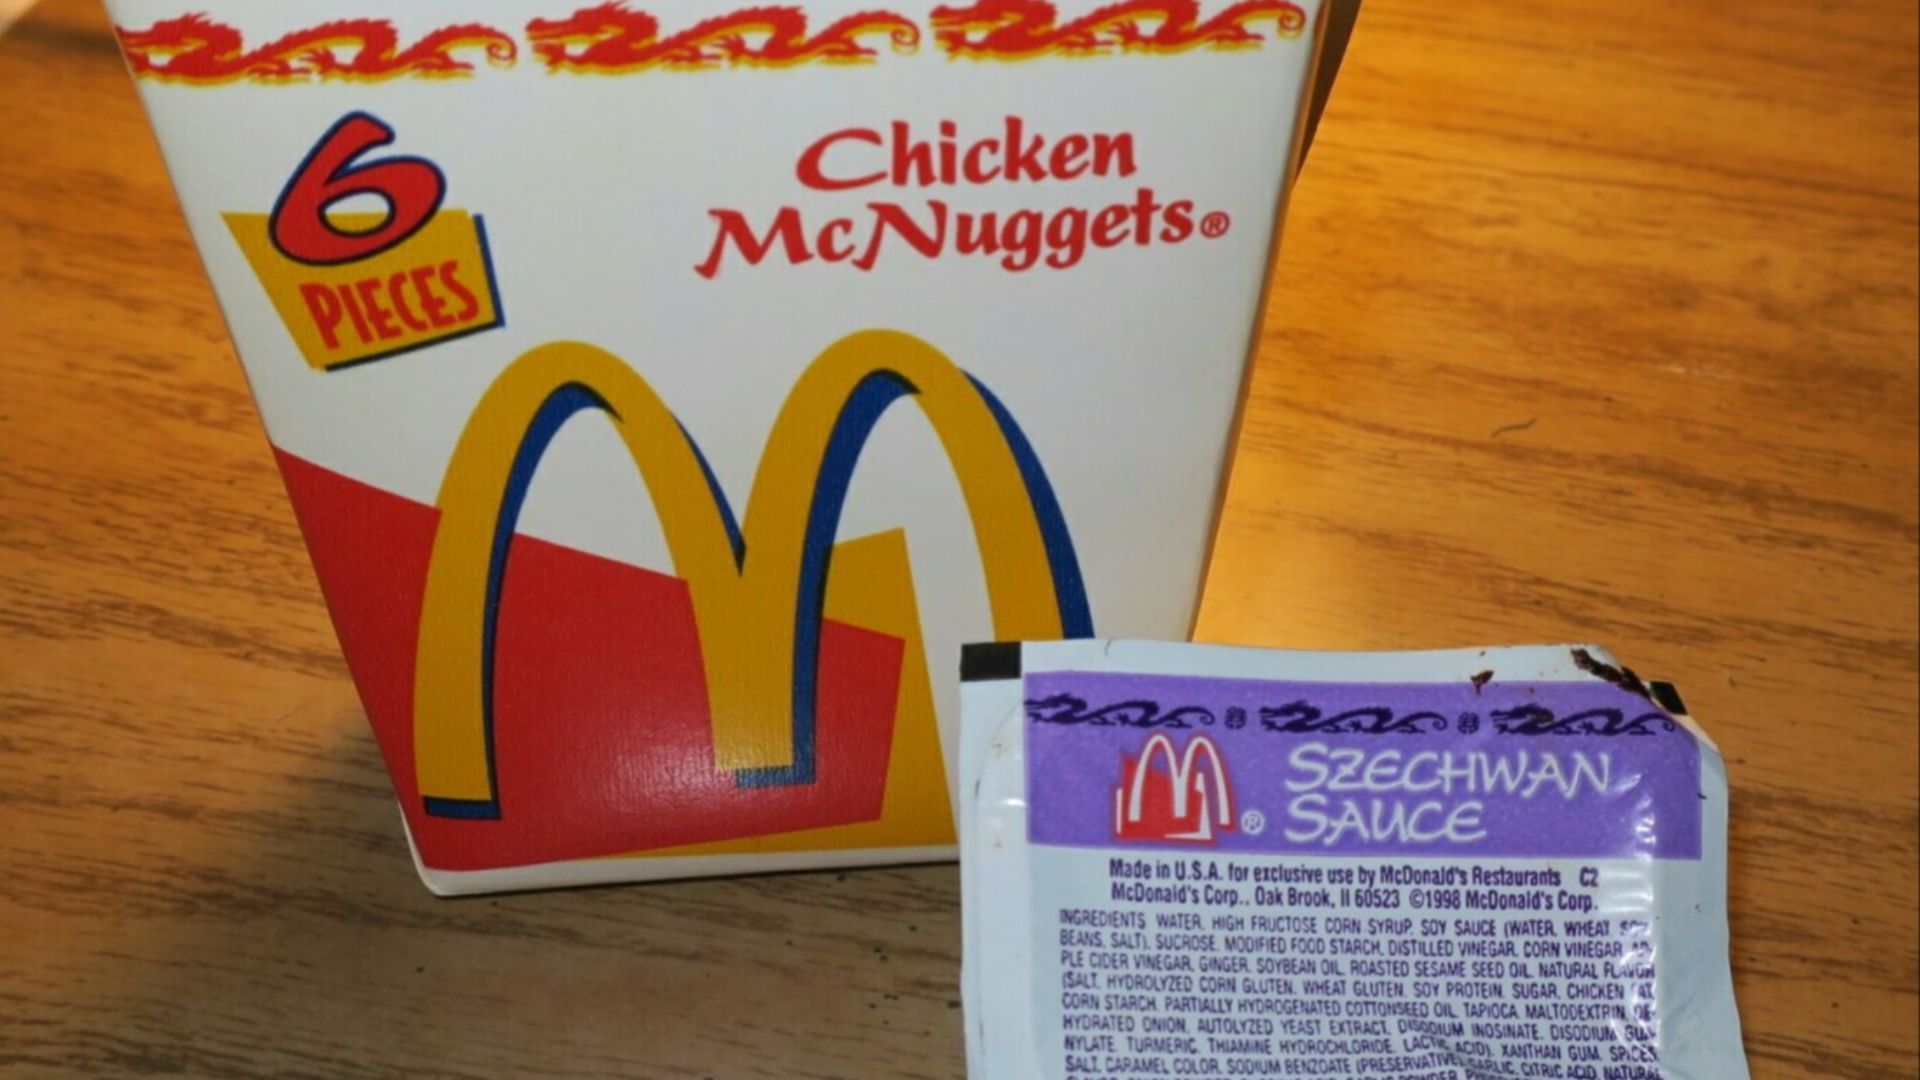 6
PIECES
Chicken
McNuggets®
SZECHWAN
® SAUCE
Made in U.S.A. for exclusive use by McDonald's Restaurants C2
McDonald's Corp.. Oak Brook, Il 60523 ©1998 McDonald's Corp.
INGREDIENTS WATER, HIGH FRUCTOSE CORN SYRUP, SOY SAUCE (WATER, WHEAT, SOY
BEANS, SALT), SUCROSE, MODIFIED FOOD STARCH, DISTILLED VINEGAR, CORN VINEGAR, AP-
PLE CIDER VINEGAR, GINGER, SOYBEAN OIL, ROASTED SESAME SEED OIL, NATURAL FLAVOR
(SALT, HYDROLYZED CORN GLUTEN, WHEAT GLUTEN, SOY PROTEIN, SUGAR, CHICKEN FAT,
CORN STARCH, PARTIALLY HYDROGENATED COTTONSEED OIL, TAPIOCA, MALTODEXTRIN, DE-
HYDRATED ONION, AUTOLYZED YEAST EXTRACT, DISODIUM INOSINATE, DISODIUM GUA-
NYLATE, TURMERIC, THIAMINE HYDROCHLORIDE, LACTIC ACID), XANTHAN GUM, SPICES,
SALT, CARAMEL COLOR, SODIUM BENZOATE (PRESERVATIVE), GARLIC, CITRIC ACID, NATURAL